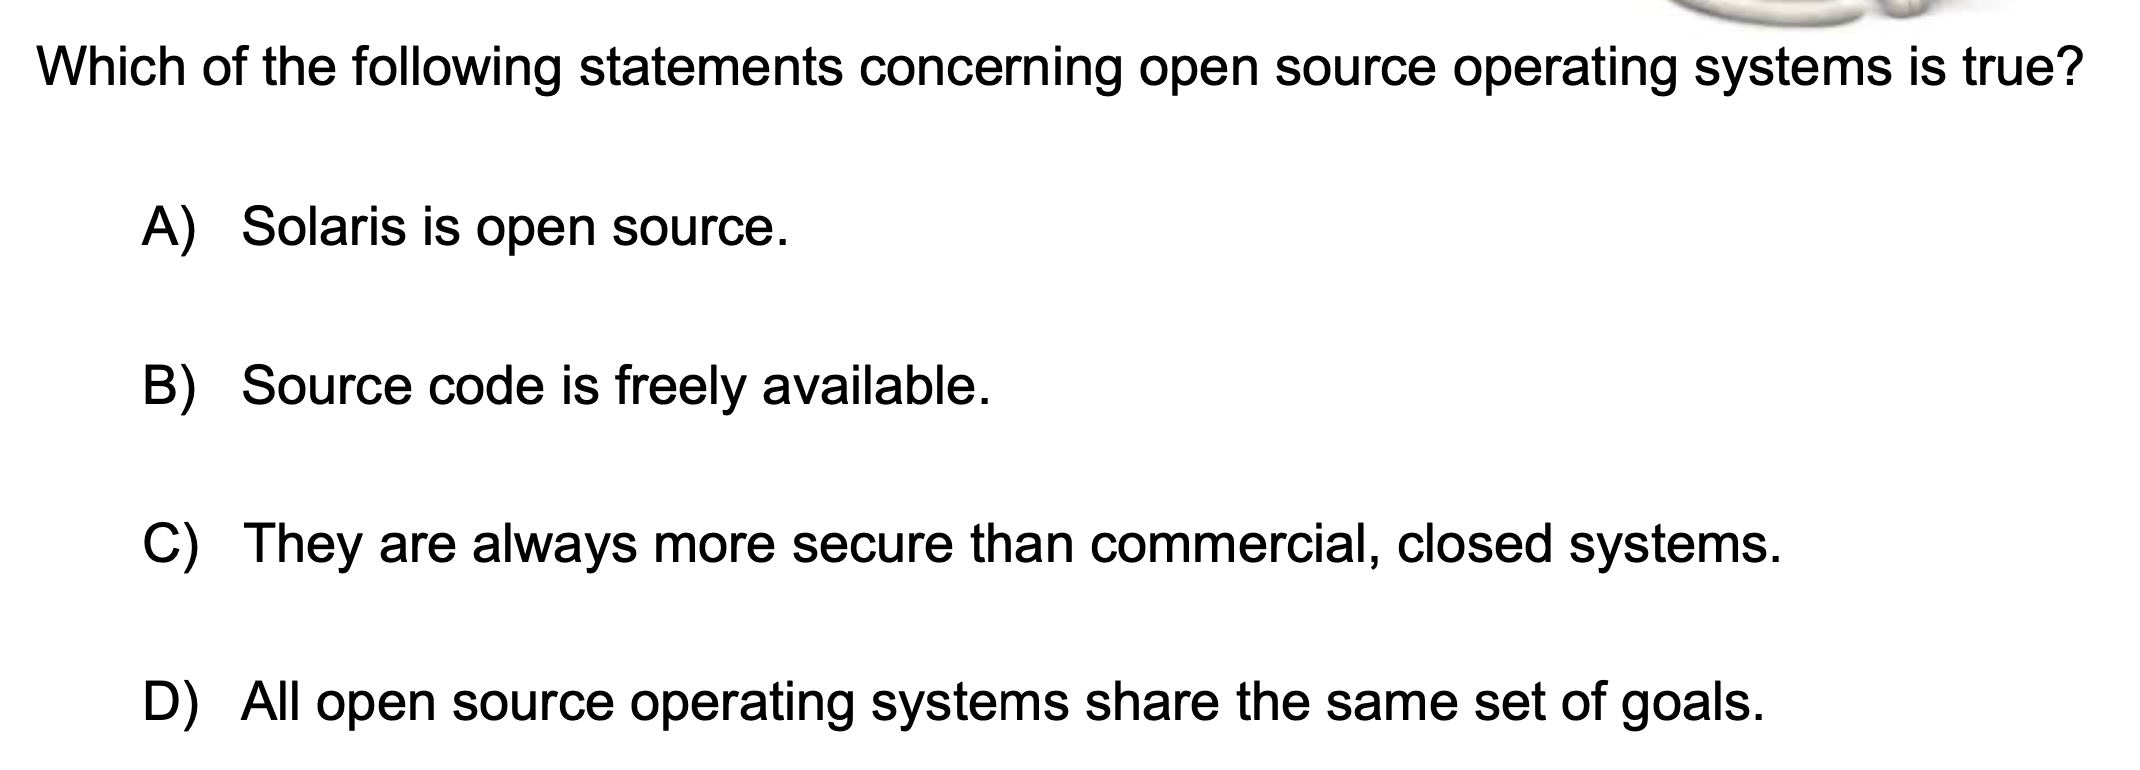 Which of the following statements concerning open source operating systems is true?
A) Solaris is open source.
B) Source code is freely available.
C) They are always more secure than commercial, closed systems.
D) All open source operating systems share the same set of goals.